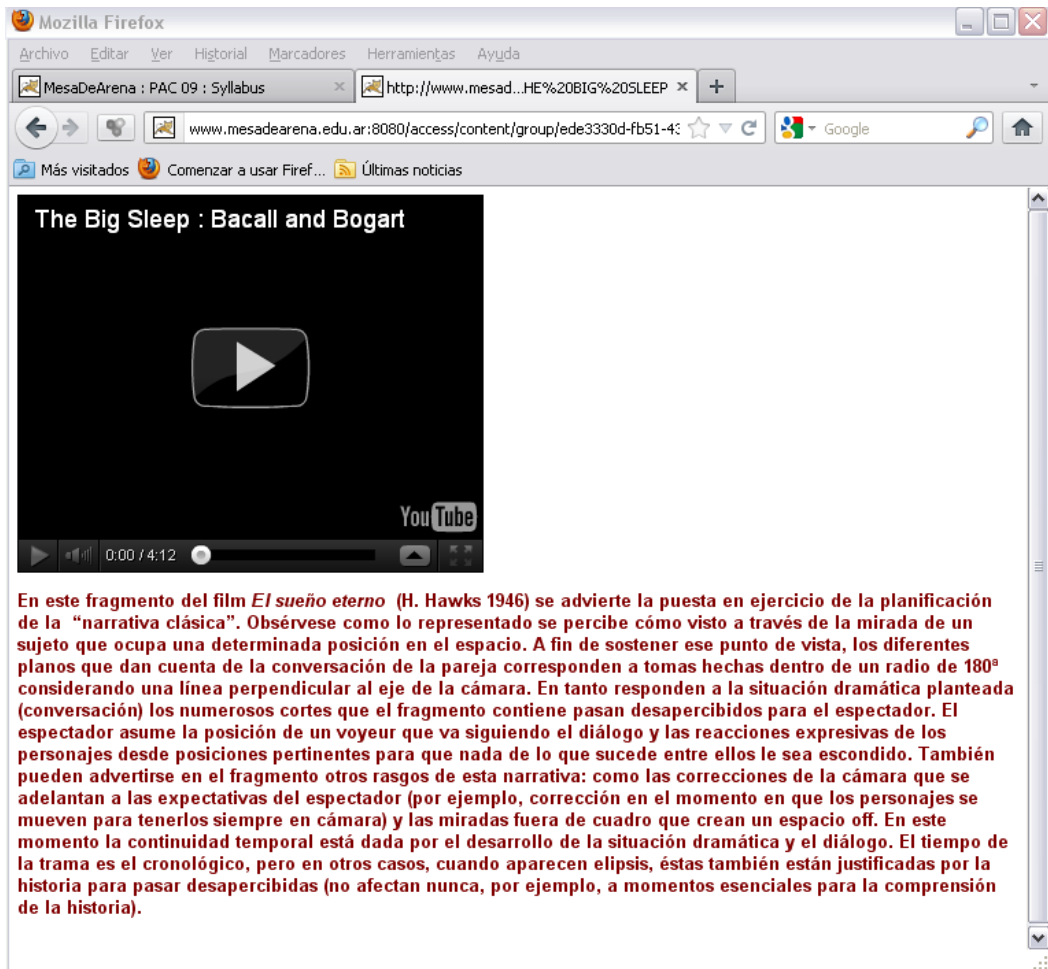 Mozilla Firefox
Archivo Editar Ver Historial Marcadores Herramientas Ayuda
MesaDeArena : PAC 09 : Syllabus × http://www.mesad...HE%20BIG%20SLEEP × +
www.mesadearena.edu.ar:8080/access/content/group/ede3330d-fb51-43 Google
Más visitados Comenzar a usar Firef... Últimas noticias
The Big Sleep : Bacall and Bogart
YouTube
0:00 / 4:12
En este fragmento del film El sueño eterno (H. Hawks 1946) se advierte la puesta en ejercicio de la planificación
de la “narrativa clásica”. Obsérvese como lo representado se percibe cómo visto a través de la mirada de un
sujeto que ocupa una determinada posición en el espacio. A fin de sostener ese punto de vista, los diferentes
planos que dan cuenta de la conversación de la pareja corresponden a tomas hechas dentro de un radio de 180ª
considerando una línea perpendicular al eje de la cámara. En tanto responden a la situación dramática planteada
(conversación) los numerosos cortes que el fragmento contiene pasan desapercibidos para el espectador. El
espectador asume la posición de un voyeur que va siguiendo el diálogo y las reacciones expresivas de los
personajes desde posiciones pertinentes para que nada de lo que sucede entre ellos le sea escondido. También
pueden advertirse en el fragmento otros rasgos de esta narrativa: como las correcciones de la cámara que se
adelantan a las expectativas del espectador (por ejemplo, corrección en el momento en que los personajes se
mueven para tenerlos siempre en cámara) y las miradas fuera de cuadro que crean un espacio off. En este
momento la continuidad temporal está dada por el desarrollo de la situación dramática y el diálogo. El tiempo de
la trama es el cronológico, pero en otros casos, cuando aparecen elipsis, éstas también están justificadas por la
historia para pasar desapercibidas (no afectan nunca, por ejemplo, a momentos esenciales para la comprensión
de la historia).